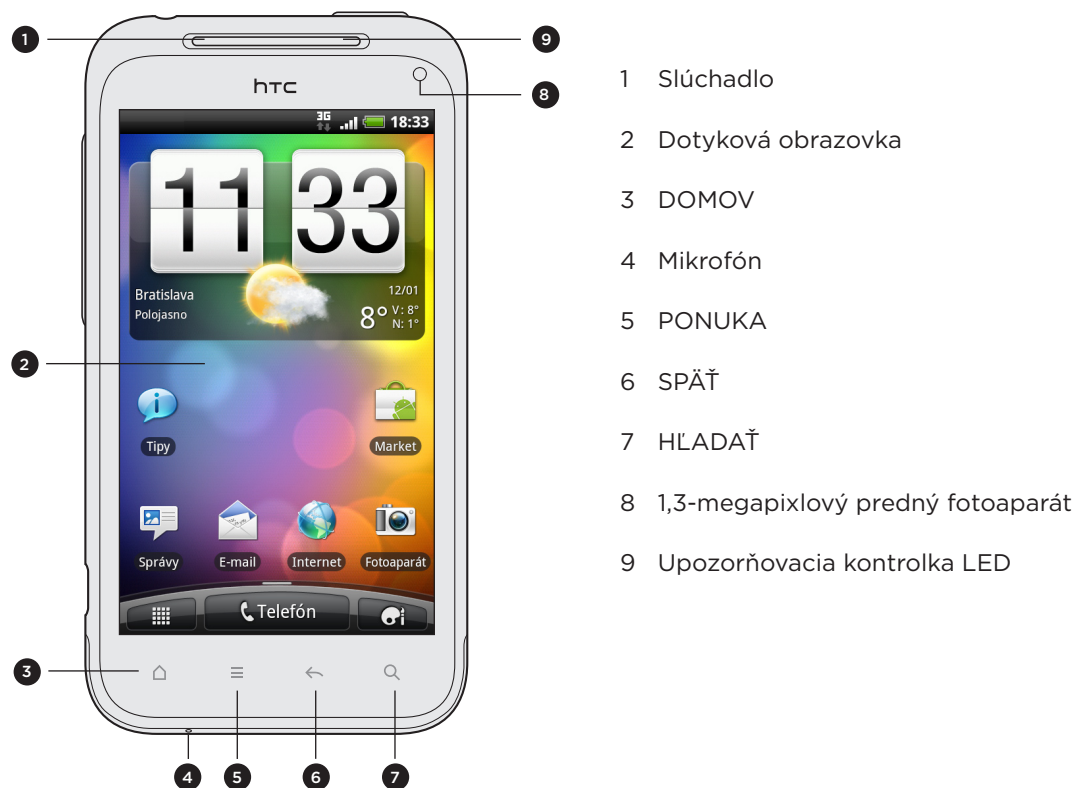 1
9
8
hTC
3G 18:33
11 33
Bratislava
Polojasno
12/01
8° V: 8°
N: 1°
2
Tipy
Market
Správy
E-mail
Internet
Fotoaparát
Telefón
3
4
5
6
7
1 Slúchadlo
2 Dotyková obrazovka
3 DOMOV
4 Mikrofón
5 PONUKA
6 SPÄŤ
7 HĽADAŤ
8 1,3-megapixlový predný fotoaparát
9 Upozorňovacia kontrolka LED